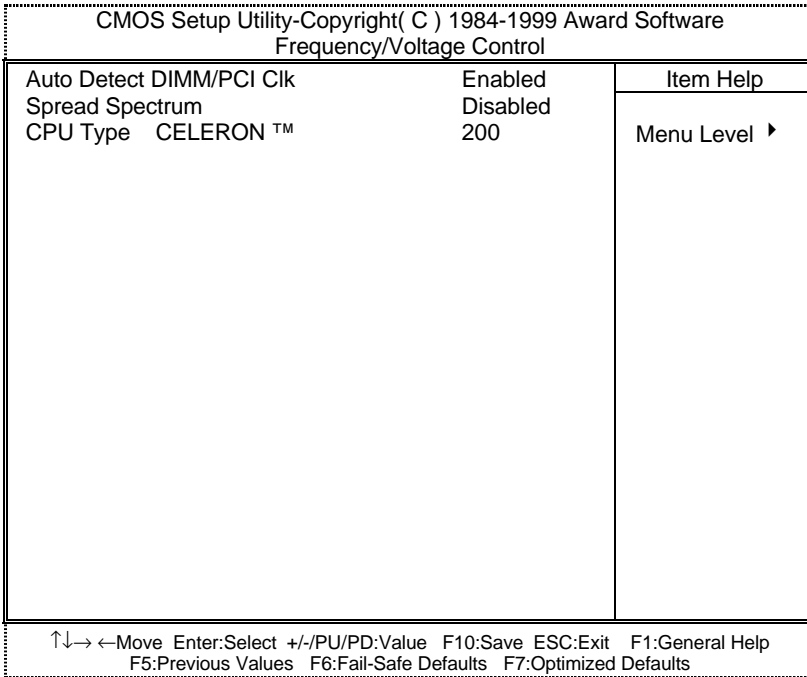 CMOS Setup Utility-Copyright( C ) 1984-1999 Award Software
Frequency/Voltage Control
Auto Detect DIMM/PCI Clk Enabled
Spread Spectrum Disabled
CPU Type CELERON ™ 200
Item Help
Menu Level ▶
↑↓→ ←Move Enter:Select +/-/PU/PD:Value F10:Save ESC:Exit F1:General Help
F5:Previous Values F6:Fail-Safe Defaults F7:Optimized Defaults